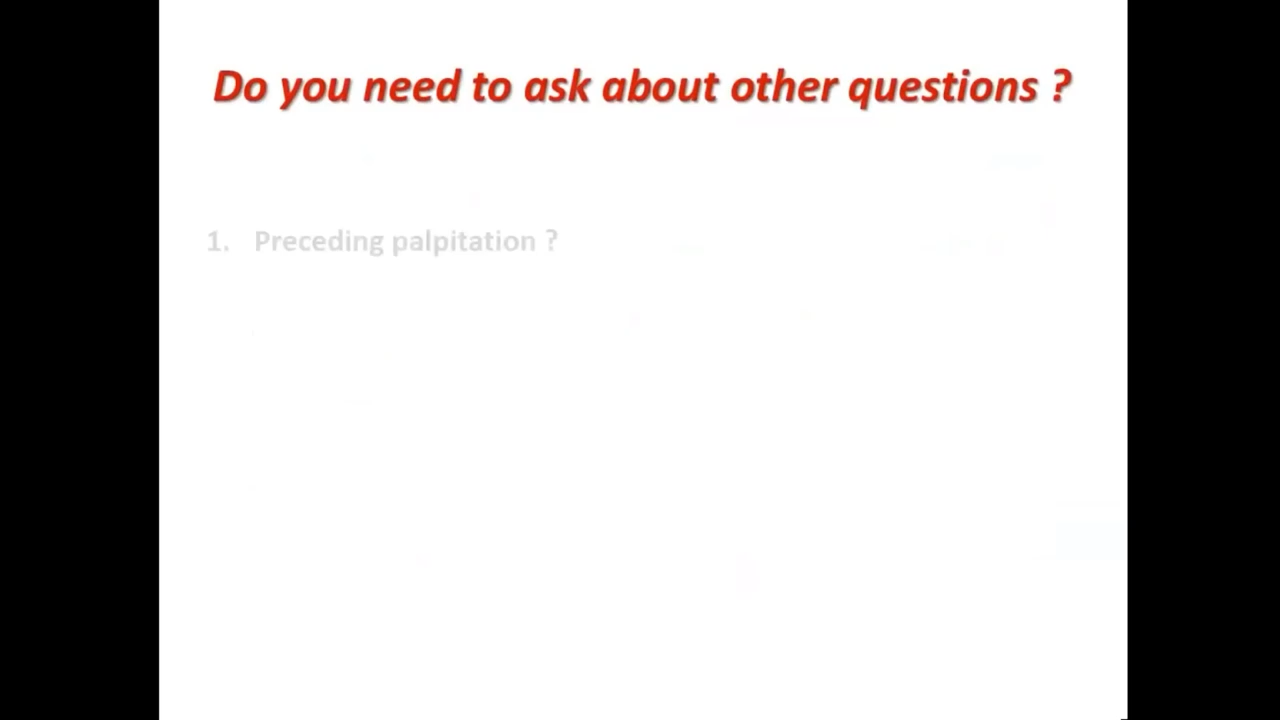 Do you need to ask about other questions ?
1. Preceding palpitation ?